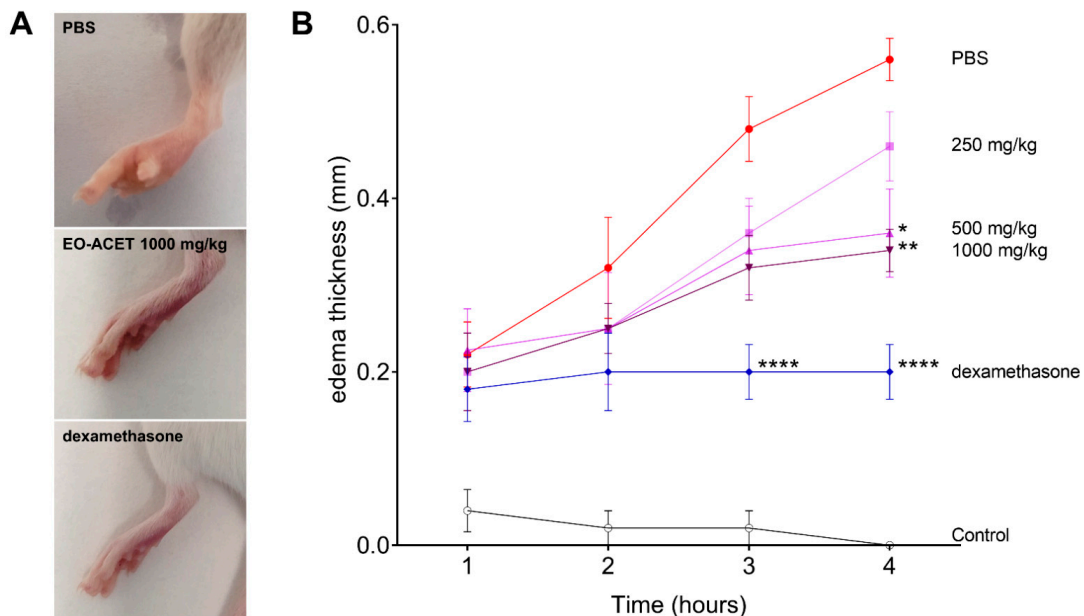 A
PBS
EO-ACET 1000 mg/kg
dexamethasone
B
edema thickness (mm)
0.6
0.4
0.2
0.0
1 2 3 4
Time (hours)
PBS
250 mg/kg
* 500 mg/kg
** 1000 mg/kg
**** **** dexamethasone
Control